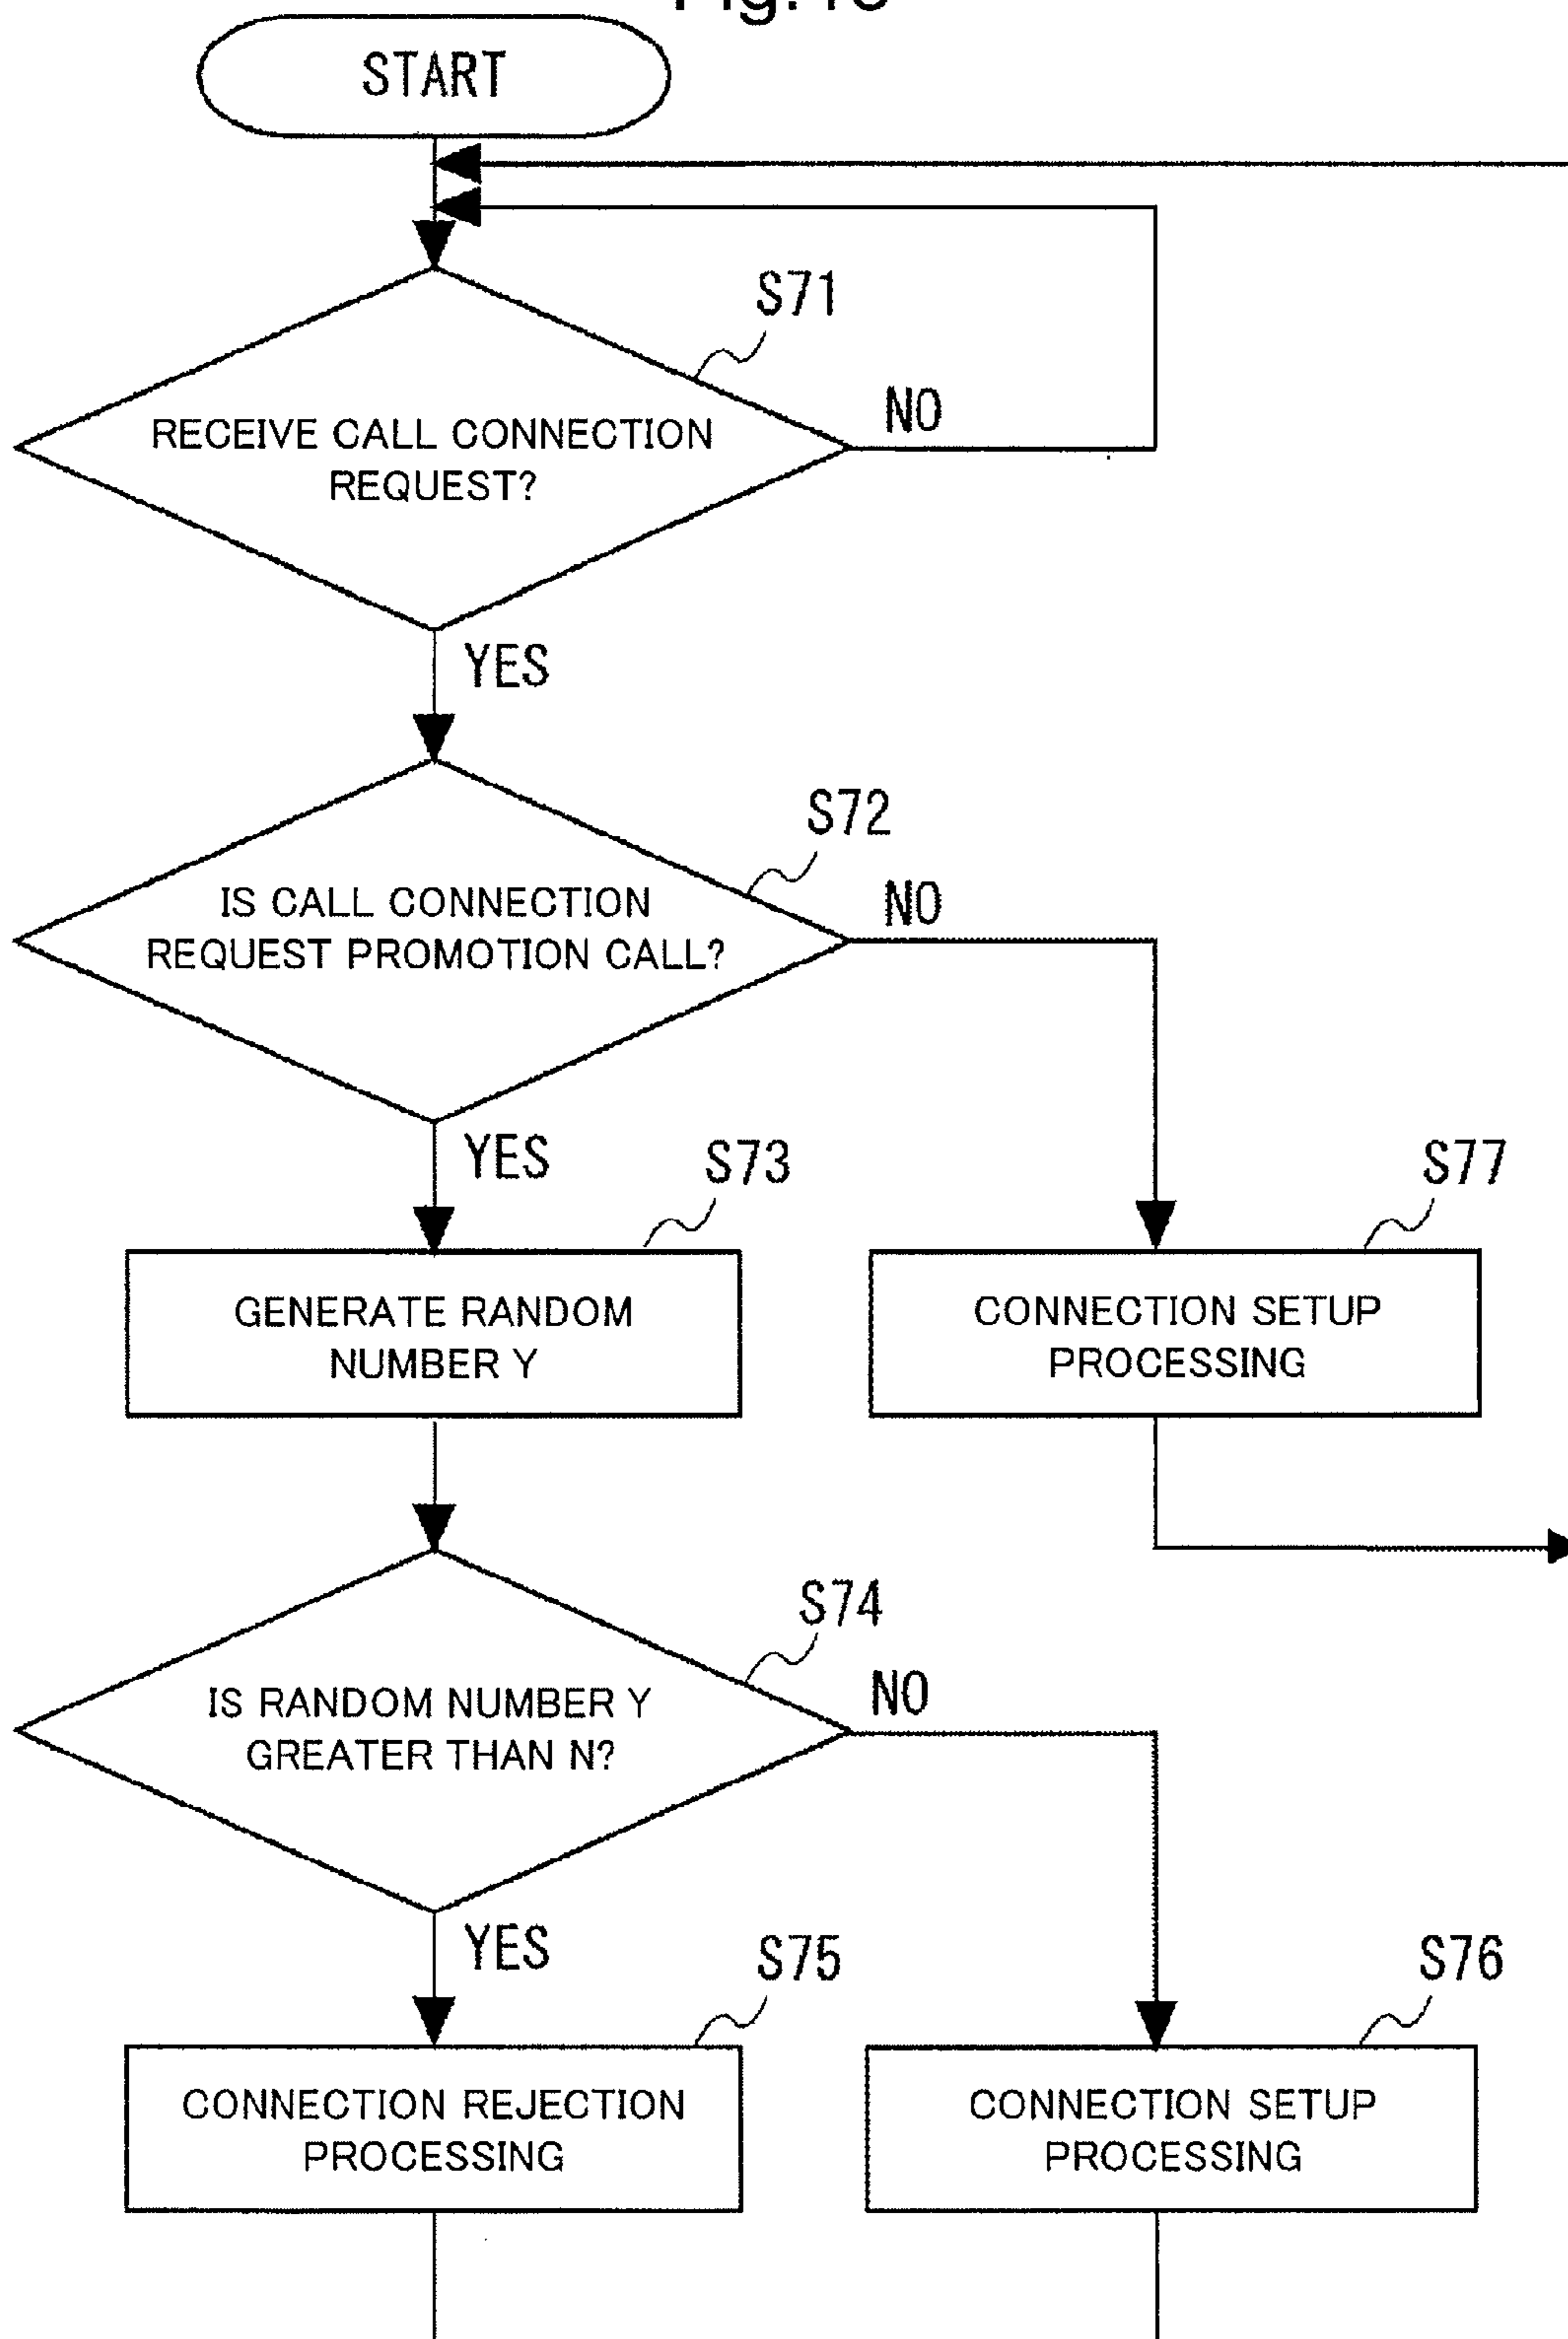 START
S71
RECEIVE CALL CONNECTION
REQUEST?
NO
YES
S72
IS CALL CONNECTION
REQUEST PROMOTION CALL?
NO
YES
S73
GENERATE RANDOM
NUMBER Y
S77
CONNECTION SETUP
PROCESSING
S74
IS RANDOM NUMBER Y
GREATER THAN N?
NO
YES
S75
CONNECTION REJECTION
PROCESSING
S76
CONNECTION SETUP
PROCESSING